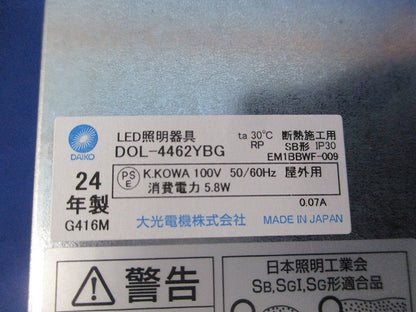 LED照明器具
ta 30℃ 断熱施工用
DAIKO
DOL-4462YBG
RP SB形 IP30
EM1BBWF-009
24年製
G416M
PSE K.KOWA 100V 50/60Hz 屋外用
消費電力 5.8W
0.07A
大光電機株式会社
MADE IN JAPAN
警告
日本照明工業会
SB,SGI,SG形適合品